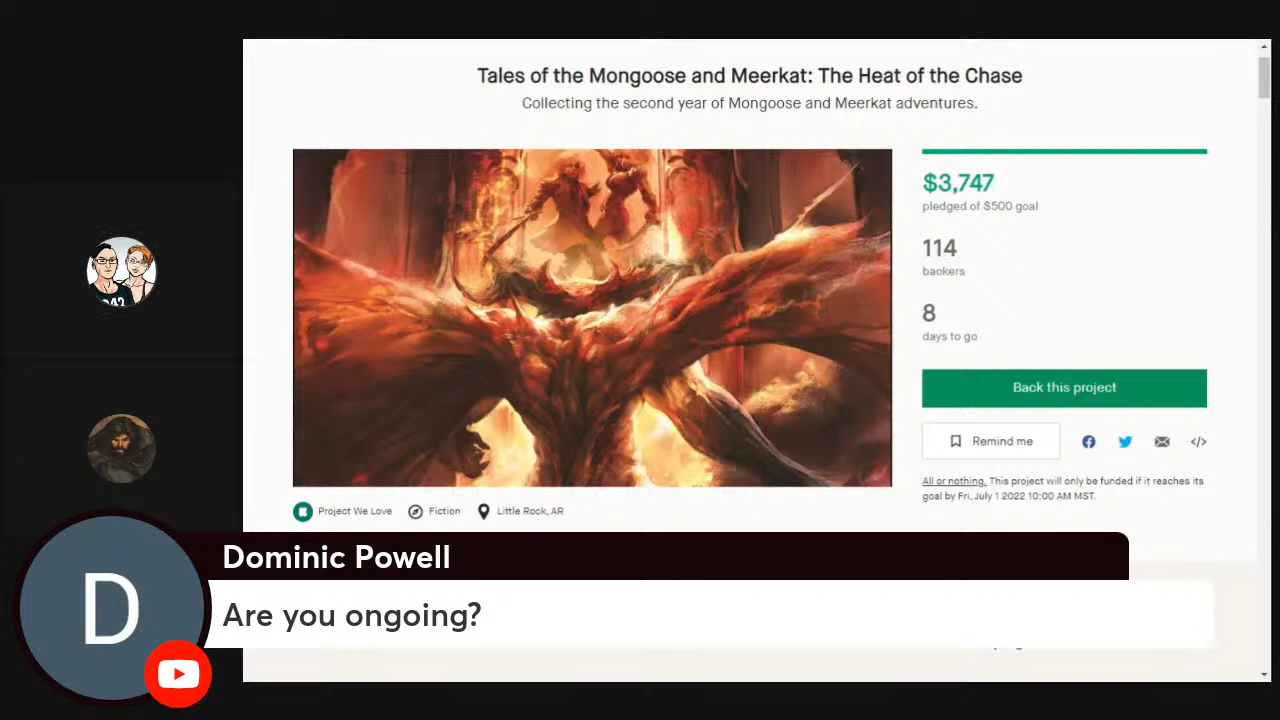 Tales of the Mongoose and Meerkat: The Heat of the Chase
Collecting the second year of Mongoose and Meerkat adventures.
$3,747
pledged of $500 goal
114
backers
8
days to go
Back this project
Remind me
</>
All or nothing. This project will only be funded if it reaches its
goal by Fri, July 1 2022 10:00 AM MST.
Project We Love
Fiction
Little Rock, AR
D
Dominic Powell
Are you ongoing?